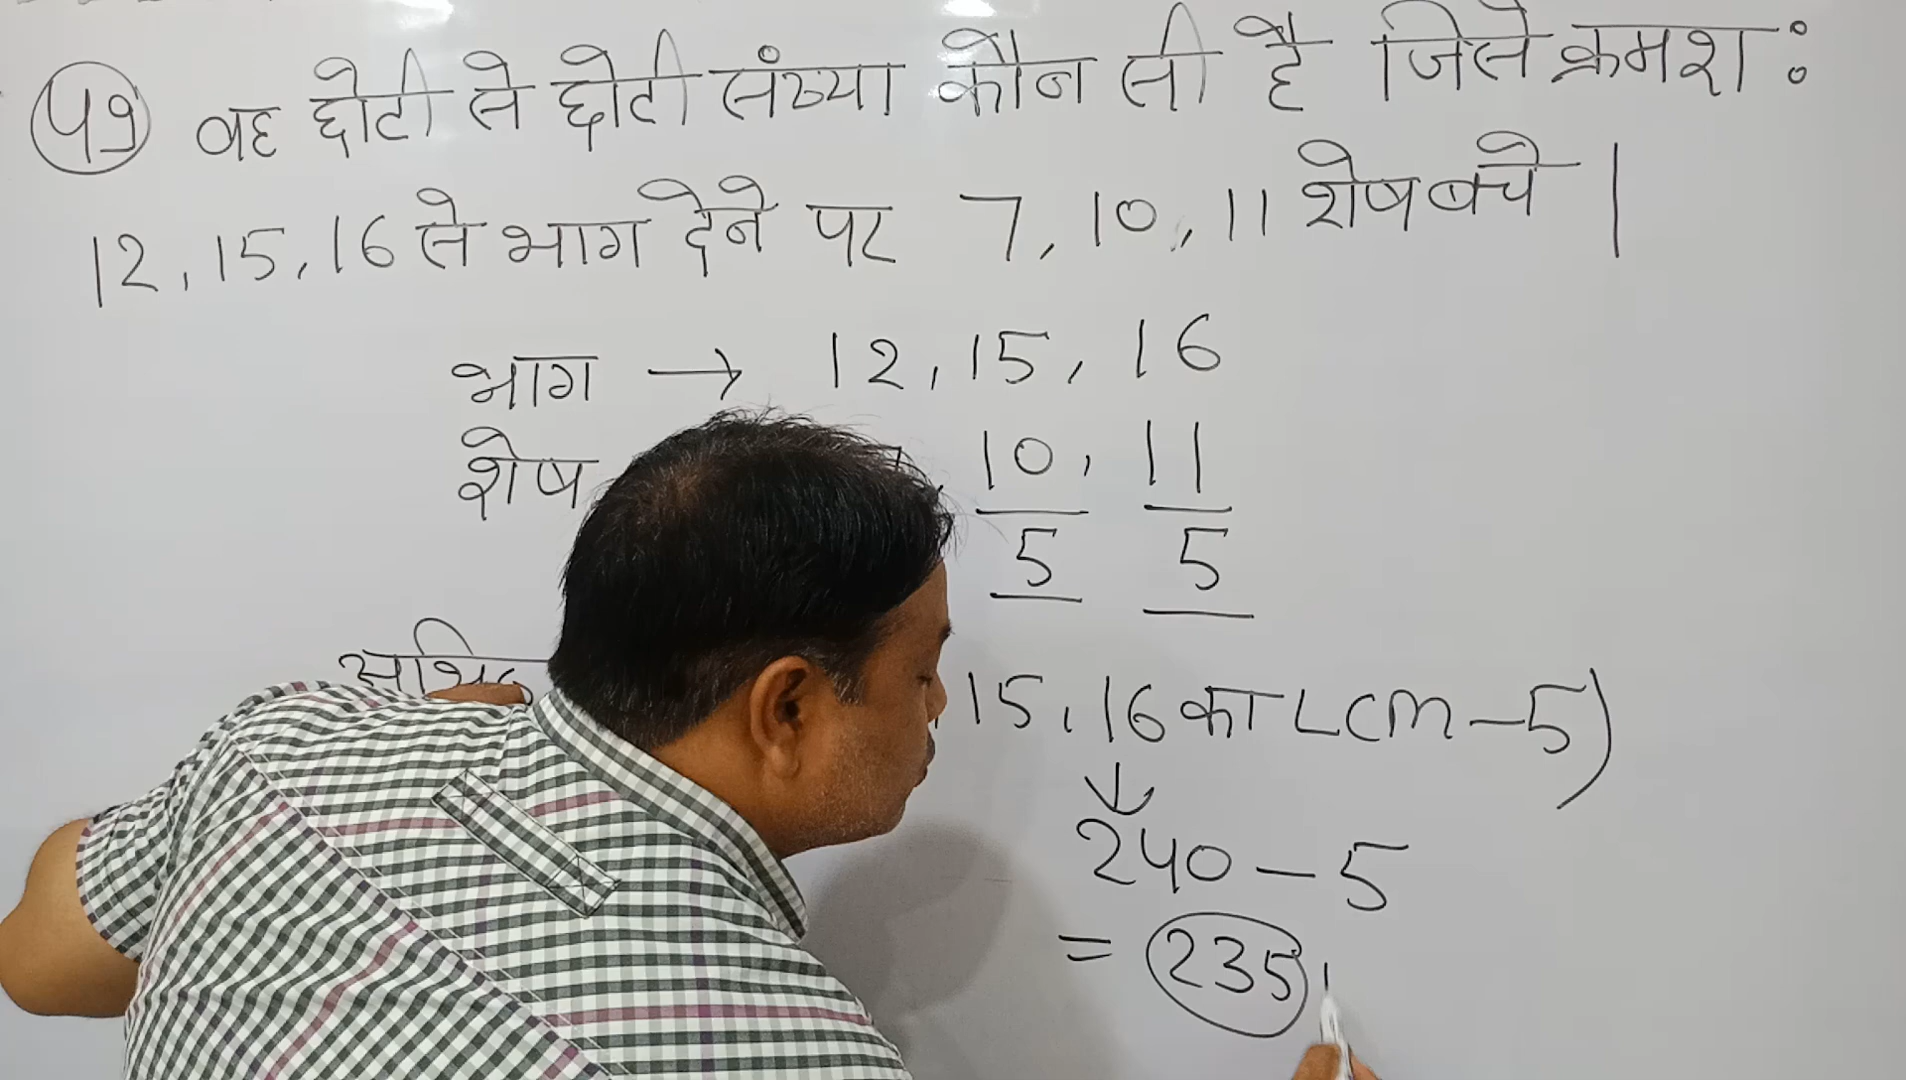 59 वह छोटी से छोटी संख्या कौन सी है जिसे क्रमश:
12, 15, 16 से भाग देने पर 7, 10, 11 शेष बचे |
भाग → 12, 15, 16
शेष 10, 11
5 5
15, 16 का LCM - 5)
↓
240 - 5
= 235